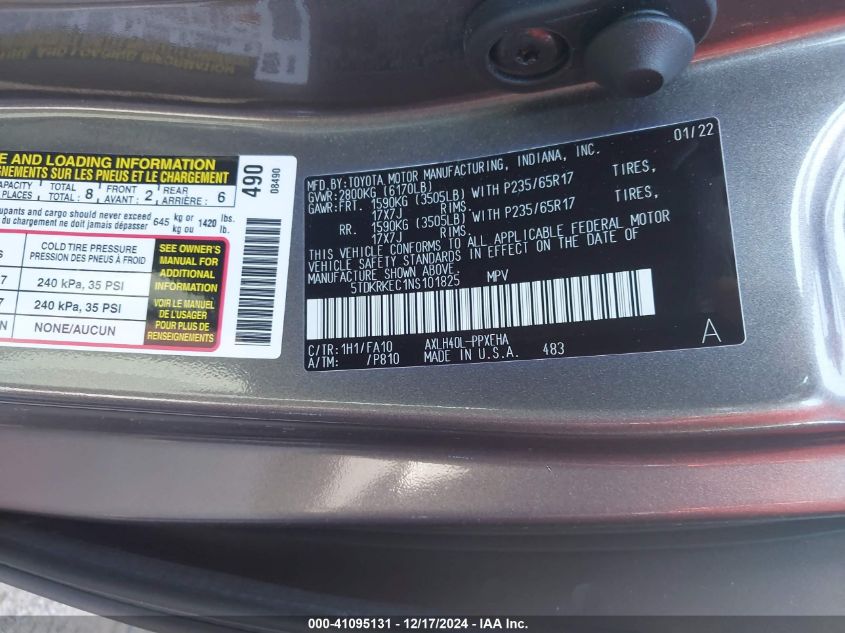 E AND LOADING INFORMATION
GNEMENTS SUR LES PNEUS ET LE CHARGEMENT
CAPACITY TOTAL 8 FRONT 2 REAR 6
PLACES TOTAL: AVANT: ARRIÈRE:
upants and cargo should never exceed 645 kg or 1420 lbs.
du chargement ne doit jamais dépasser kg ou lb.
490
08490
S COLD TIRE PRESSURE
PRESSION DES PNEUS À FROID
7 240 kPa, 35 PSI
7 240 kPa, 35 PSI
N NONE/AUCUN
SEE OWNER'S
MANUAL FOR
ADDITIONAL
INFORMATION
VOIR LE MANUEL
DE L'USAGER
POUR PLUS DE
RENSEIGNEMENTS
01/22
MFD.BY:TOYOTA MOTOR MANUFACTURING, INDIANA, INC.
GVWR:2800KG (6170LB)
GAWR:FRT. 1590KG (3505LB) WITH P235/65R17 TIRES,
17X7J RIMS
RR. 1590KG (3505LB) WITH P235/65R17 TIRES,
17X7J RIMS
THIS VEHICLE CONFORMS TO ALL APPLICABLE FEDERAL MOTOR
VEHICLE SAFETY STANDARDS IN EFFECT ON THE DATE OF
MANUFACTURE SHOWN ABOVE.
5TDKRKEC1NS101825 MPV
C/TR:1H1/FA10 AXLH40L-PPXEHA A
A/TM: /P810 MADE IN U.S.A. 483
000-41095131 - 12/17/2024 - IAA Inc.